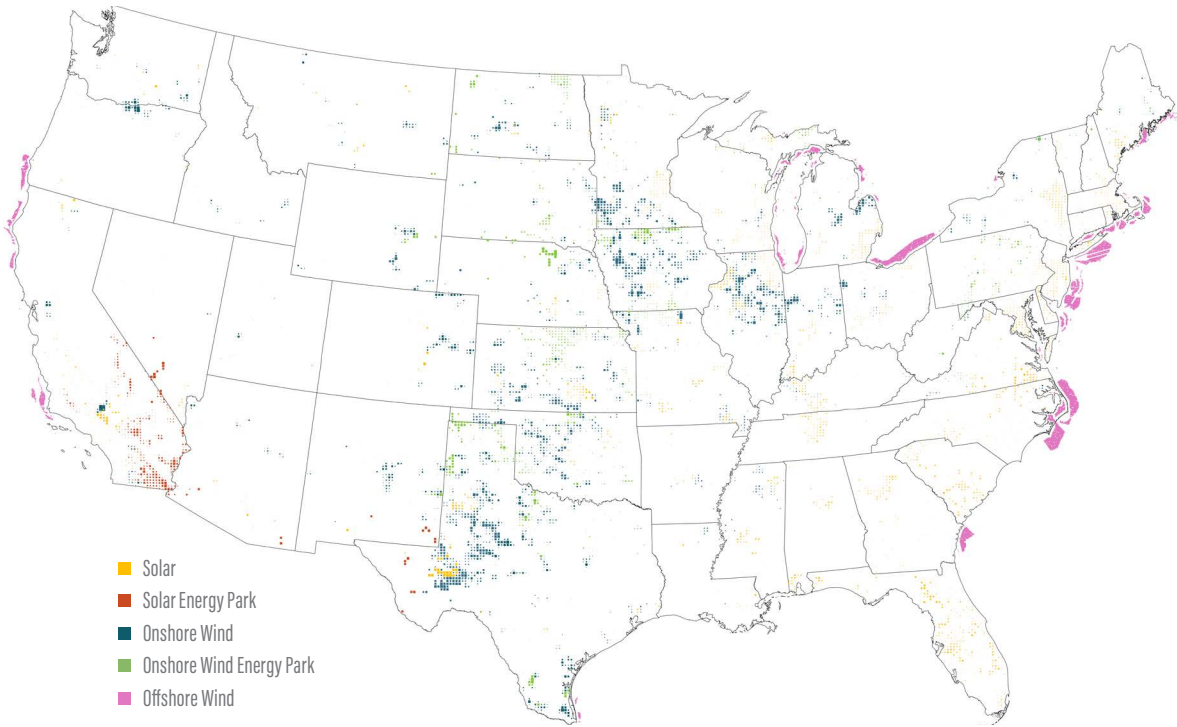 Solar
Solar Energy Park
Onshore Wind
Onshore Wind Energy Park
Offshore Wind